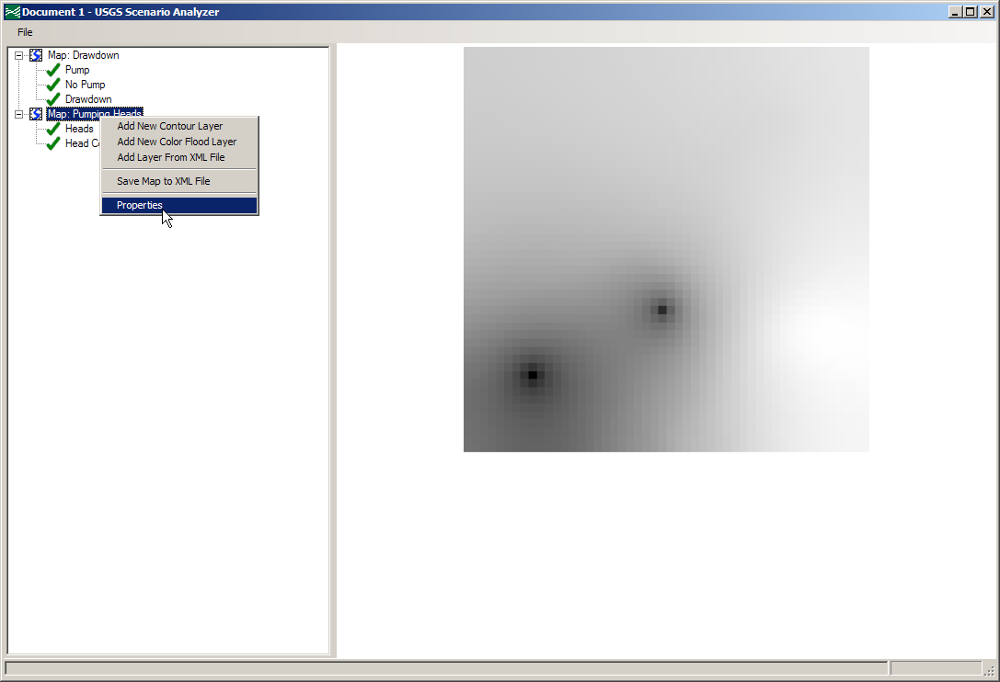 Document 1 - USGS Scenario Analyzer
File
Map: Drawdown
Pump
No Pump
Drawdown
Map: Pumping Heads
Heads
Head
Add New Contour Layer
Add New Color Flood Layer
Add Layer From XML File
Save Map to XML File
Properties